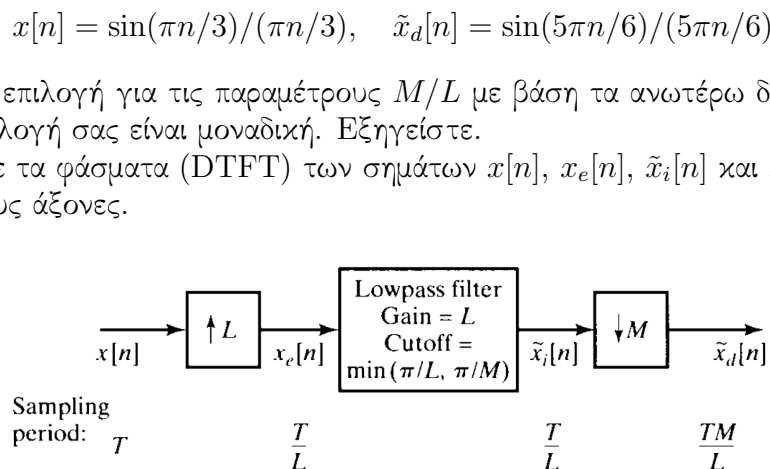 x[n] = sin(πn/3)/(πn/3), x̃_d[n] = sin(5πn/6)/(5πn/6)
επιλογή για τις παραμέτρους M/L με βάση τα ανωτέρω
σας είναι μοναδική. Εξηγείστε.
τα φάσματα (DTFT) των σημάτων x[n], x_e[n], x̃_i[n] και
άξονες.
Lowpass filter
Gain = L
Cutoff =
min(π/L, π/M)
↑L
↓M
x[n]
x_e[n]
x̃_i[n]
x̃_d[n]
Sampling
period: T
T/L
T/L
TM/L